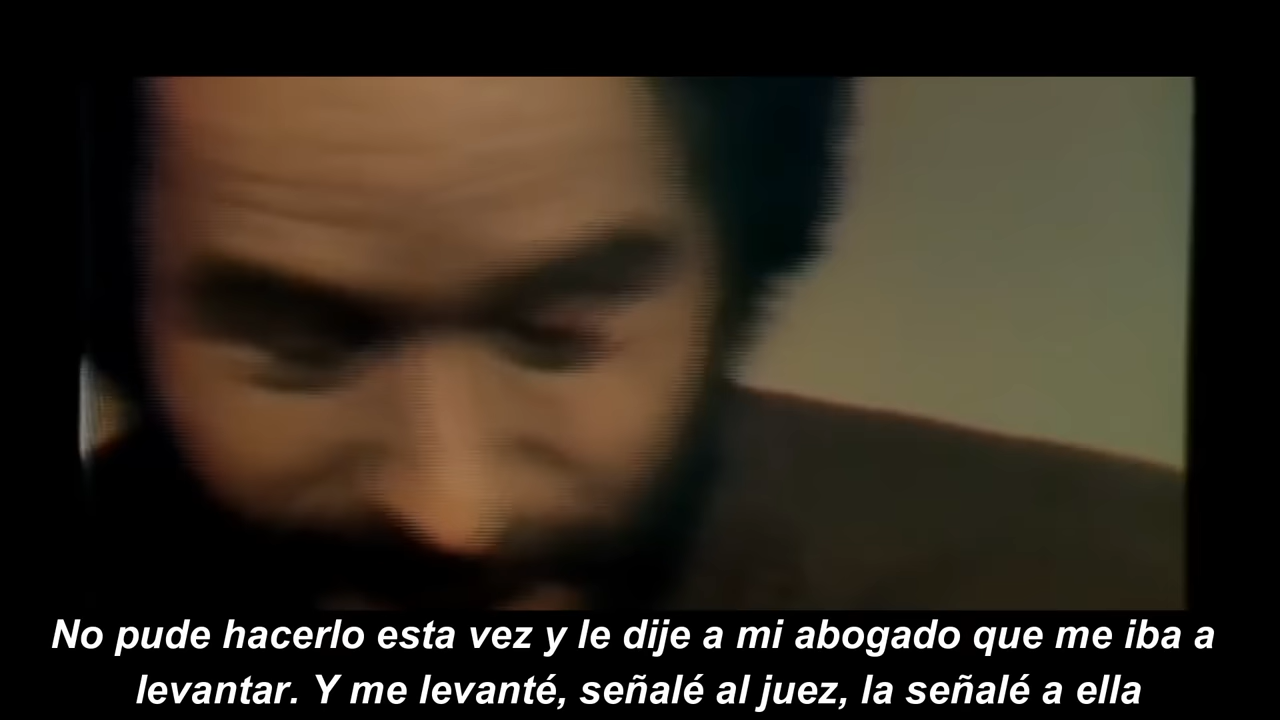 No pude hacerlo esta vez y le dije a mi abogado que me iba a
levantar. Y me levanté, señalé al juez, la señalé a ella